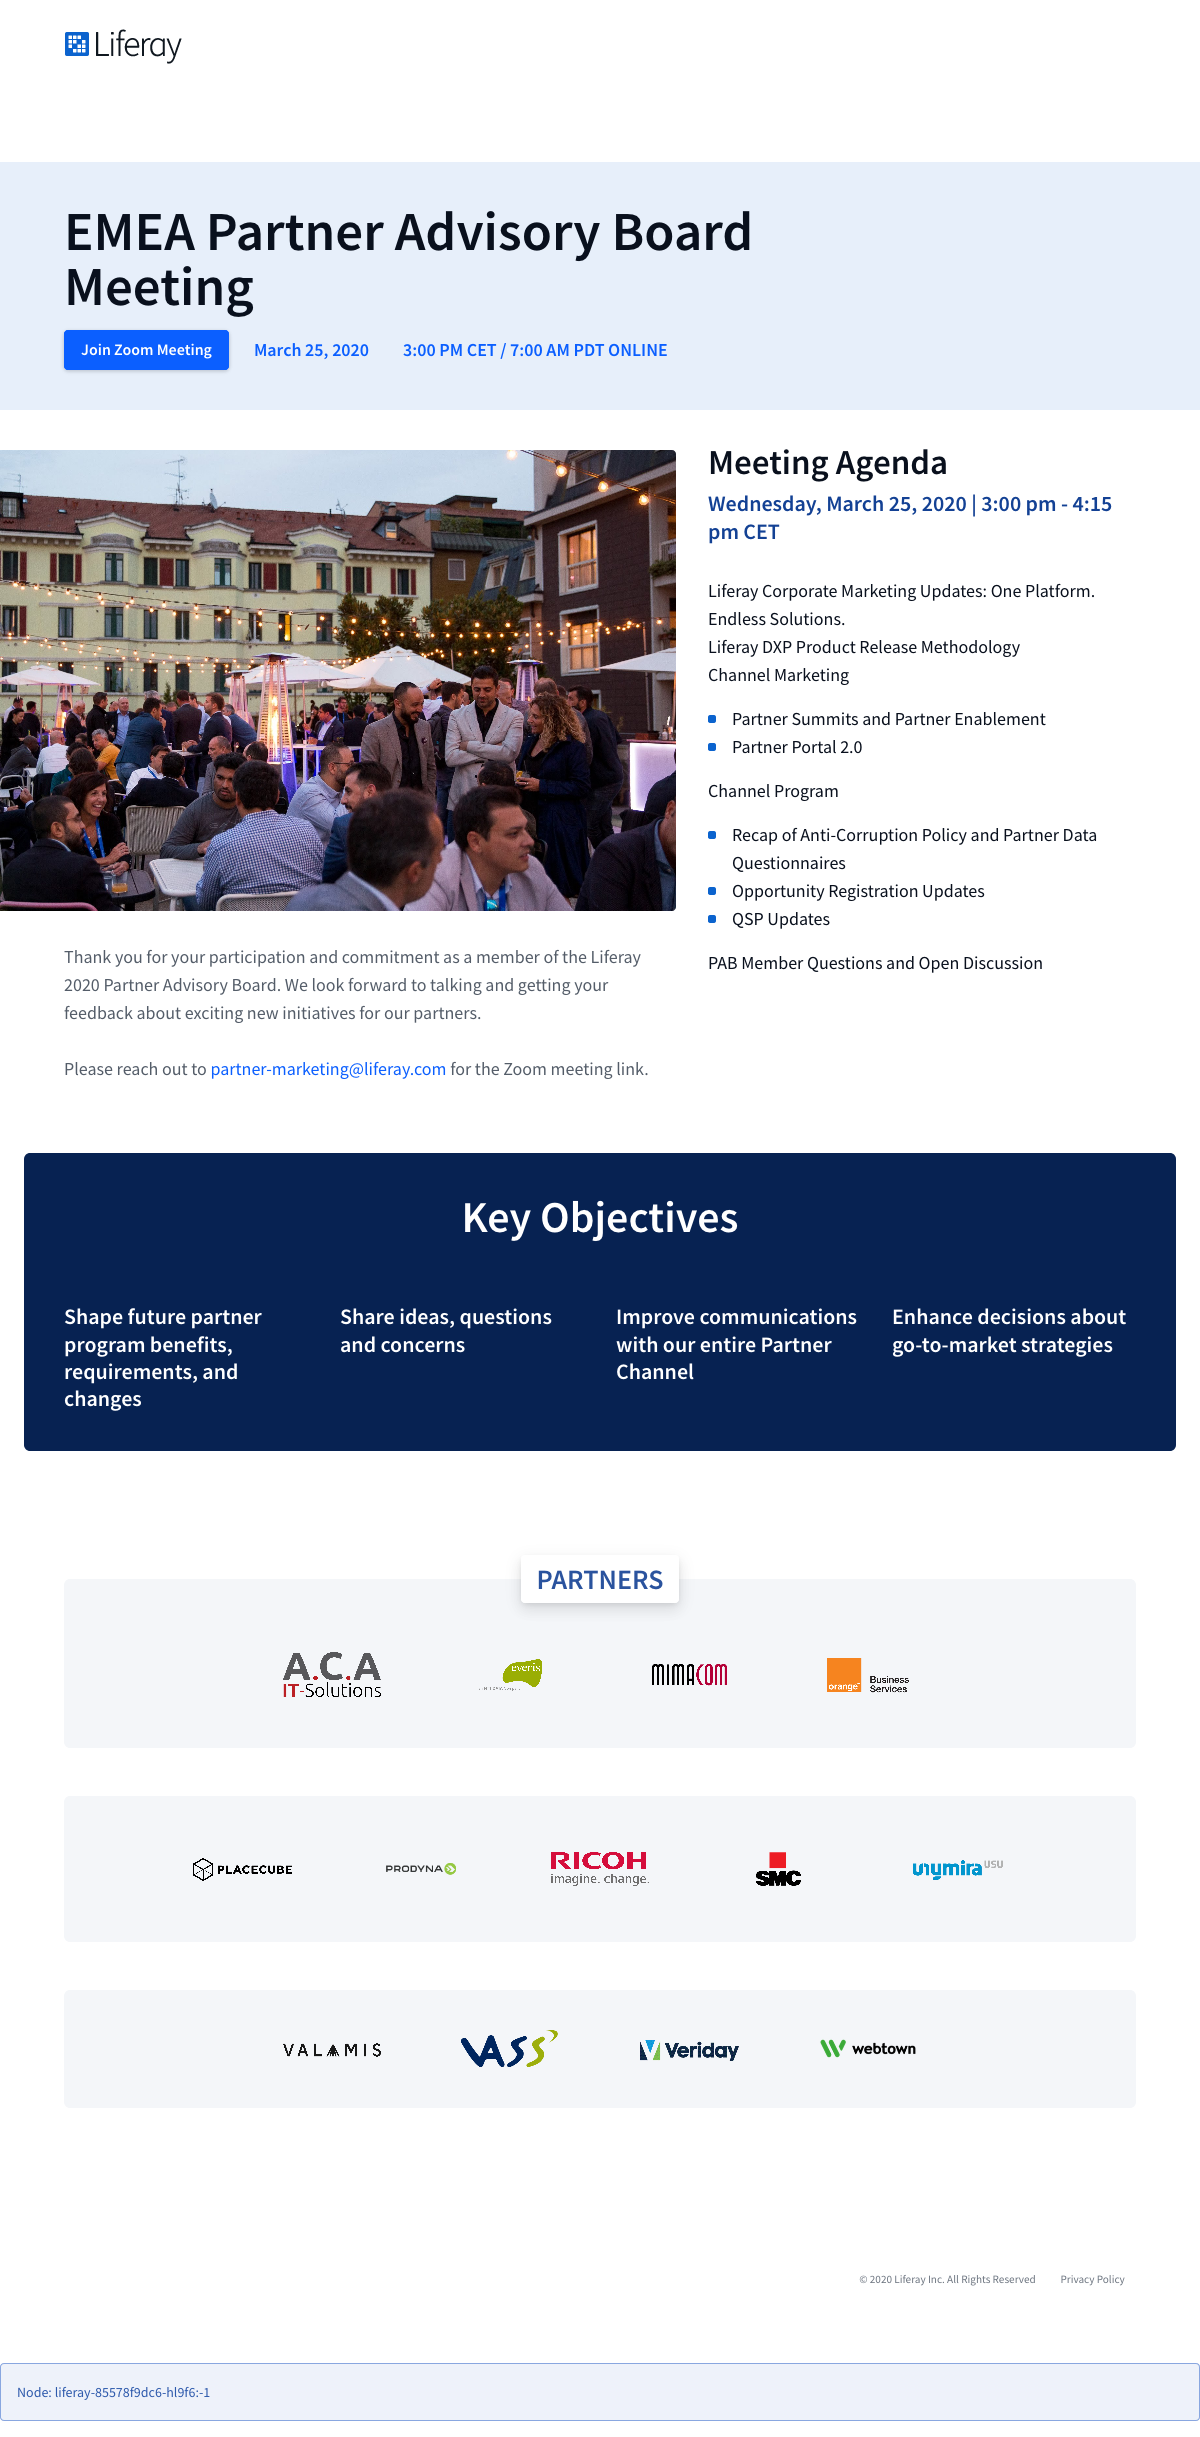 Liferay
EMEA Partner Advisory Board
Meeting
Join Zoom Meeting
March 25, 2020
3:00 PM CET / 7:00 AM PDT ONLINE
Meeting Agenda
Wednesday, March 25, 2020 | 3:00 pm - 4:15
pm CET
Liferay Corporate Marketing Updates: One Platform.
Endless Solutions.
Liferay DXP Product Release Methodology
Channel Marketing
Partner Summits and Partner Enablement
Partner Portal 2.0
Channel Program
Recap of Anti-Corruption Policy and Partner Data
Questionnaires
Opportunity Registration Updates
QSP Updates
PAB Member Questions and Open Discussion
Thank you for your participation and commitment as a member of the Liferay
2020 Partner Advisory Board. We look forward to talking and getting your
feedback about exciting new initiatives for our partners.
Please reach out to partner-marketing@liferay.com for the Zoom meeting link.
Key Objectives
Shape future partner
program benefits,
requirements, and
changes
Share ideas, questions
and concerns
Improve communications
with our entire Partner
Channel
Enhance decisions about
go-to-market strategies
PARTNERS
A.C.A
IT-Solutions
everis
MIMACOM
orange
Business
Services
PLACECUBE
PRODYNA
RICOH
imagine. change.
SMC
unymira USU
VALAMIS
VASS
Veriday
webtown
© 2020 Liferay Inc. All Rights Reserved
Privacy Policy
Node: liferay-85578f9dc6-hl9f6:-1